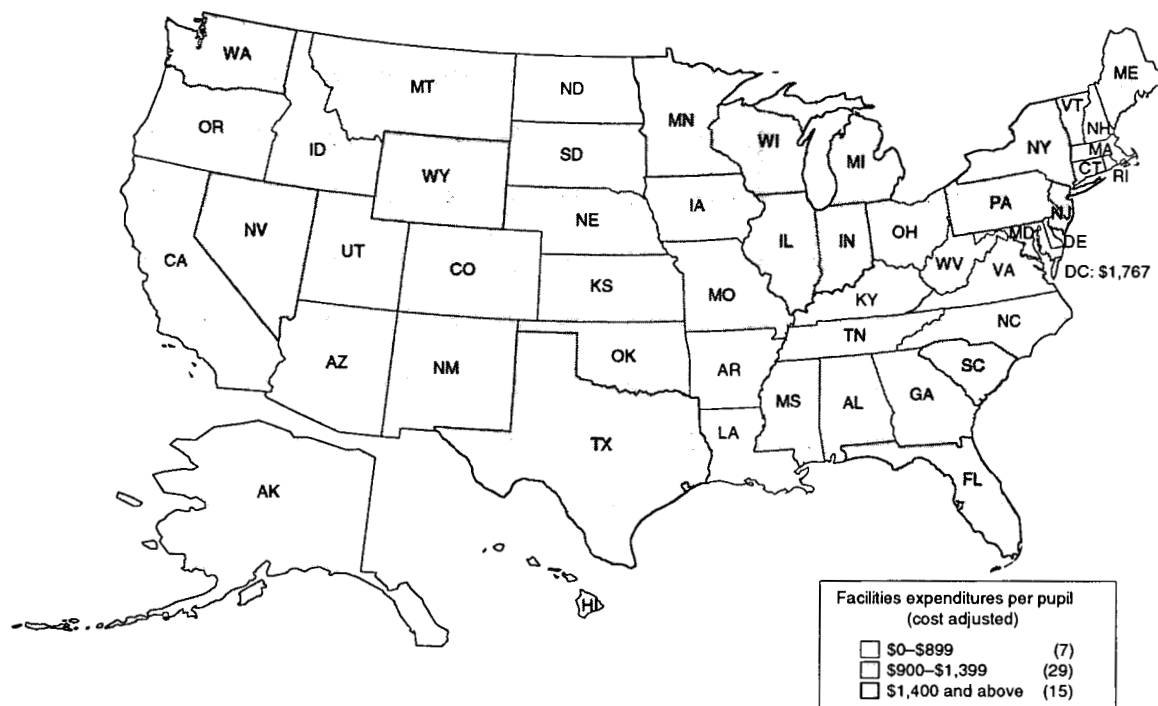 WA
MT
ND
MN
ME
VT
NH
OR
ID
SD
WI
MI
NY
MA
CT
RI
WY
IA
PA
NJ
NE
NV
UT
CO
IL
IN
OH
MD
DE
CA
KS
MO
WV
VA
DC: $1,767
KY
NC
TN
AZ
NM
OK
AR
SC
MS
AL
GA
LA
TX
FL
AK
HI
Facilities expenditures per pupil
(cost adjusted)
$0–$899 (7)
$900–$1,399 (29)
$1,400 and above (15)